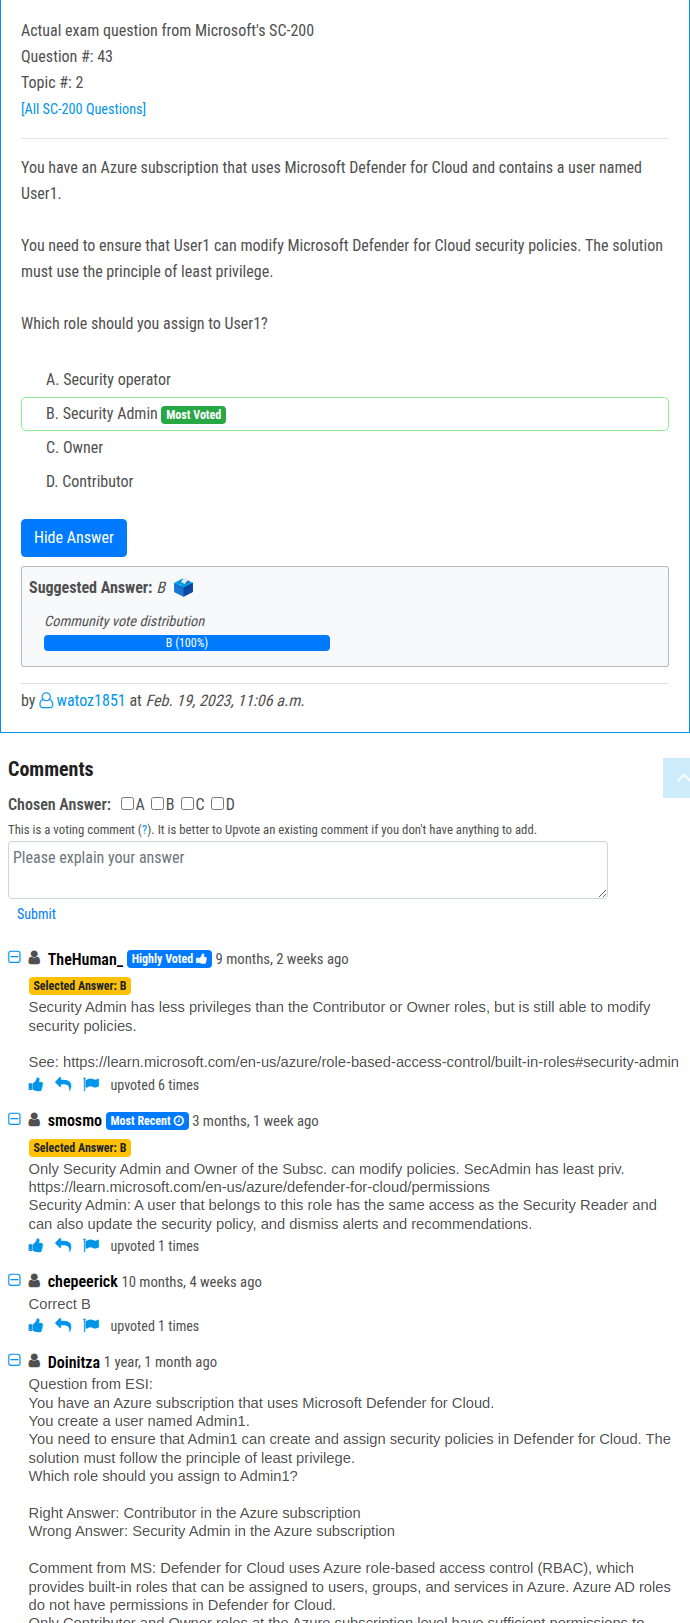 Actual exam question from Microsoft's SC-200
Question #: 43
Topic #: 2
[All SC-200 Questions]
You have an Azure subscription that uses Microsoft Defender for Cloud and contains a user named
User1.
You need to ensure that User1 can modify Microsoft Defender for Cloud security policies. The solution
must use the principle of least privilege.
Which role should you assign to User1?
A. Security operator
B. Security Admin Most Voted
C. Owner
D. Contributor
Hide Answer
Suggested Answer: B
Community vote distribution
B (100%)
by watoz1851 at Feb. 19, 2023, 11:06 a.m.
Comments
Chosen Answer: A B C D
This is a voting comment (?). It is better to Upvote an existing comment if you don't have anything to add.
Please explain your answer
Submit
TheHuman_ Highly Voted 9 months, 2 weeks ago
Selected Answer: B
Security Admin has less privileges than the Contributor or Owner roles, but is still able to modify
security policies.
See: https://learn.microsoft.com/en-us/azure/role-based-access-control/built-in-roles#security-admin
upvoted 6 times
smosmo Most Recent 3 months, 1 week ago
Selected Answer: B
Only Security Admin and Owner of the Subsc. can modify policies. SecAdmin has least priv.
https://learn.microsoft.com/en-us/azure/defender-for-cloud/permissions
Security Admin: A user that belongs to this role has the same access as the Security Reader and
can also update the security policy, and dismiss alerts and recommendations.
upvoted 1 times
chepeerick 10 months, 4 weeks ago
Correct B
upvoted 1 times
Doinitza 1 year, 1 month ago
Question from ESI:
You have an Azure subscription that uses Microsoft Defender for Cloud.
You create a user named Admin1.
You need to ensure that Admin1 can create and assign security policies in Defender for Cloud. The
solution must follow the principle of least privilege.
Which role should you assign to Admin1?
Right Answer: Contributor in the Azure subscription
Wrong Answer: Security Admin in the Azure subscription
Comment from MS: Defender for Cloud uses Azure role-based access control (RBAC), which
provides built-in roles that can be assigned to users, groups, and services in Azure. Azure AD roles
do not have permissions in Defender for Cloud.
Only Contributor and Owner roles at the Azure subscription level have sufficient permissions to